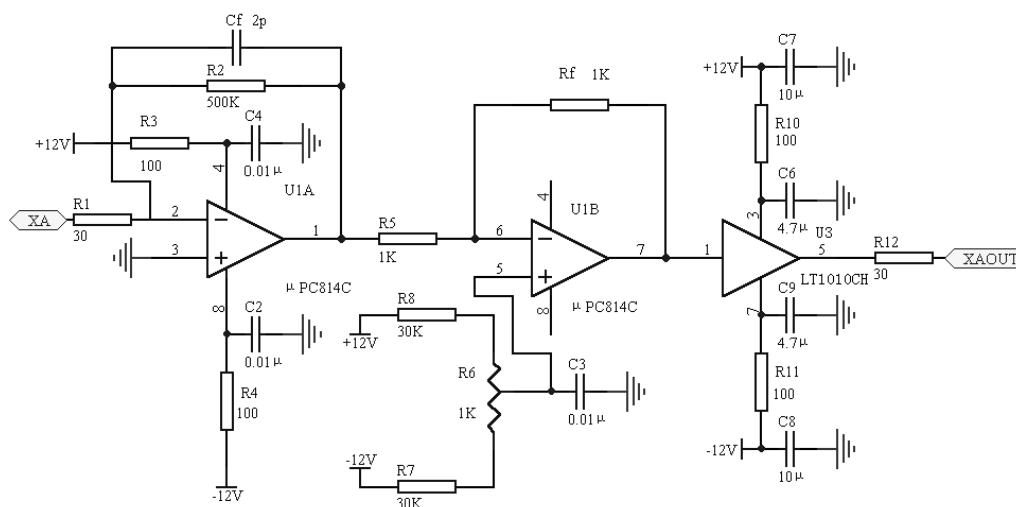 Cf 2p
R2
500K
C7
+12V
10μ
Rf 1K
R3
C4
+12V
100
4
0.01μ
R10
100
U1A
XA
R1
30
2
3
1
8
μPC814C
R5
1K
6
5
4
U1B
7
8
μPC814C
C6
4.7μ
3
U3
1
5
LT1010CH
7
R12
30
XAOUT
C2
0.01μ
R8
30K
+12V
C9
4.7μ
R4
100
R6
1K
C3
0.01μ
R11
100
-12V
-12V
R7
30K
-12V
C8
10μ